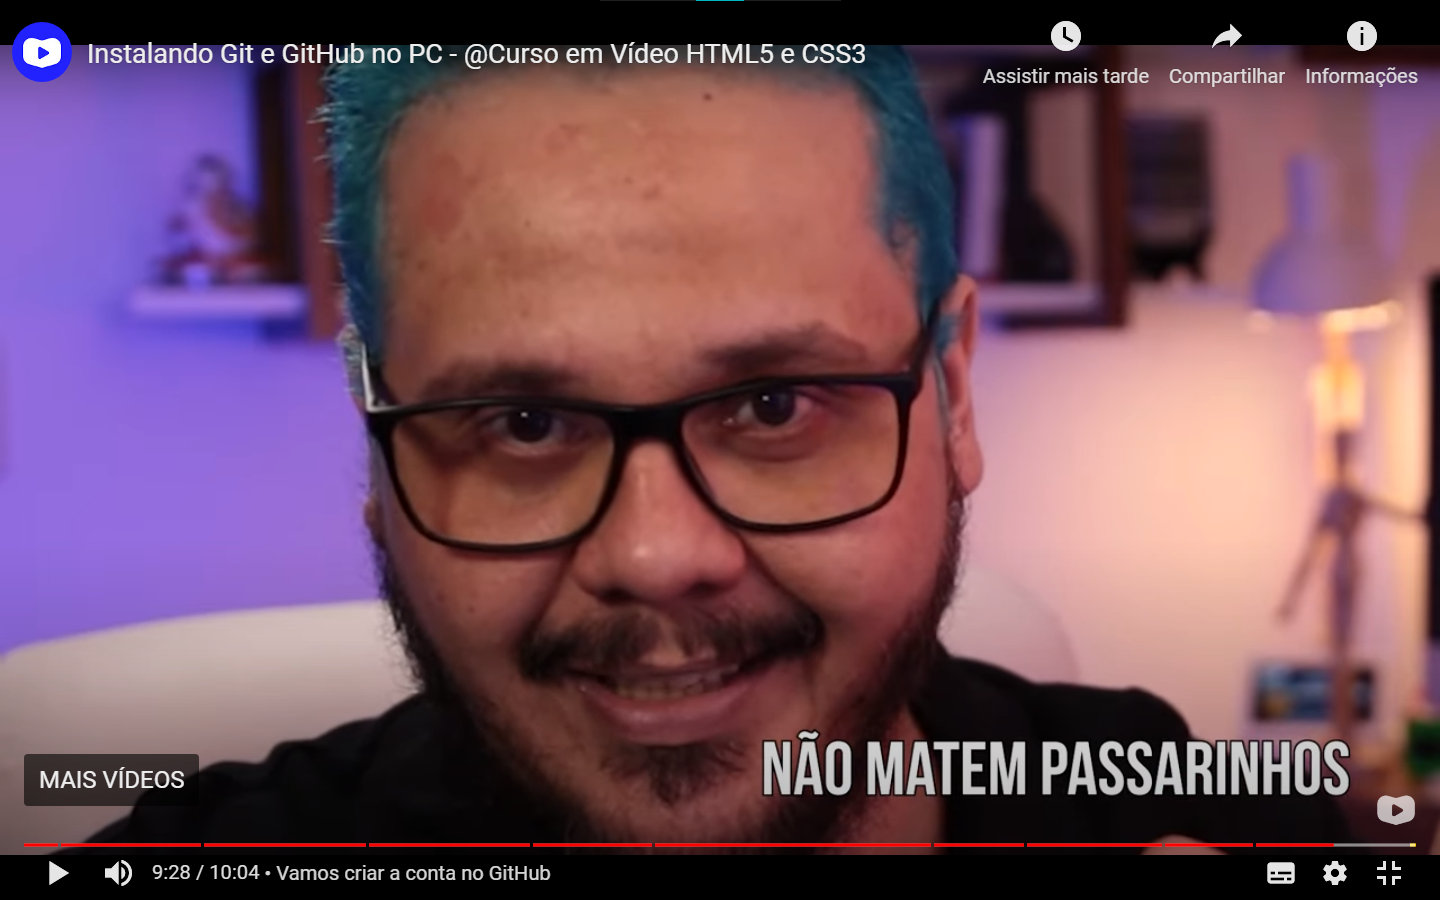 Instalando Git e GitHub no PC - @Curso em Vídeo HTML5 e CSS3
Assistir mais tarde
Compartilhar
Informações
NÃO MATEM PASSARINHOS
MAIS VÍDEOS
9:28 / 10:04 • Vamos criar a conta no GitHub